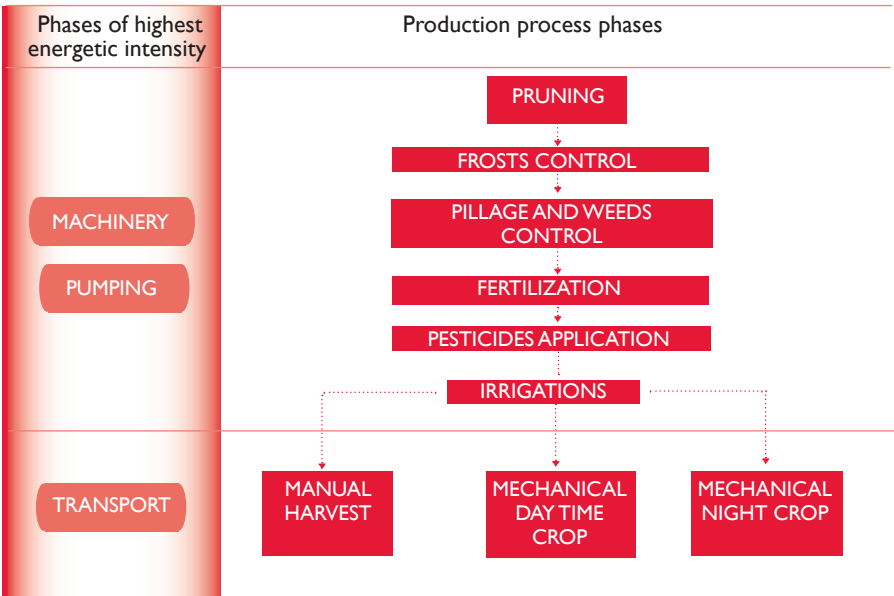 Phases of highest
energetic intensity
Production process phases
PRUNING
FROSTS CONTROL
MACHINERY
PILLAGE AND WEEDS
CONTROL
PUMPING
FERTILIZATION
PESTICIDES APPLICATION
IRRIGATIONS
TRANSPORT
MANUAL
HARVEST
MECHANICAL
DAY TIME
CROP
MECHANICAL
NIGHT CROP